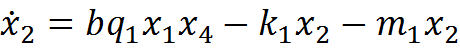 ẋ₂ = bq₁x₁x₄ − k₁x₂ − m₁x₂